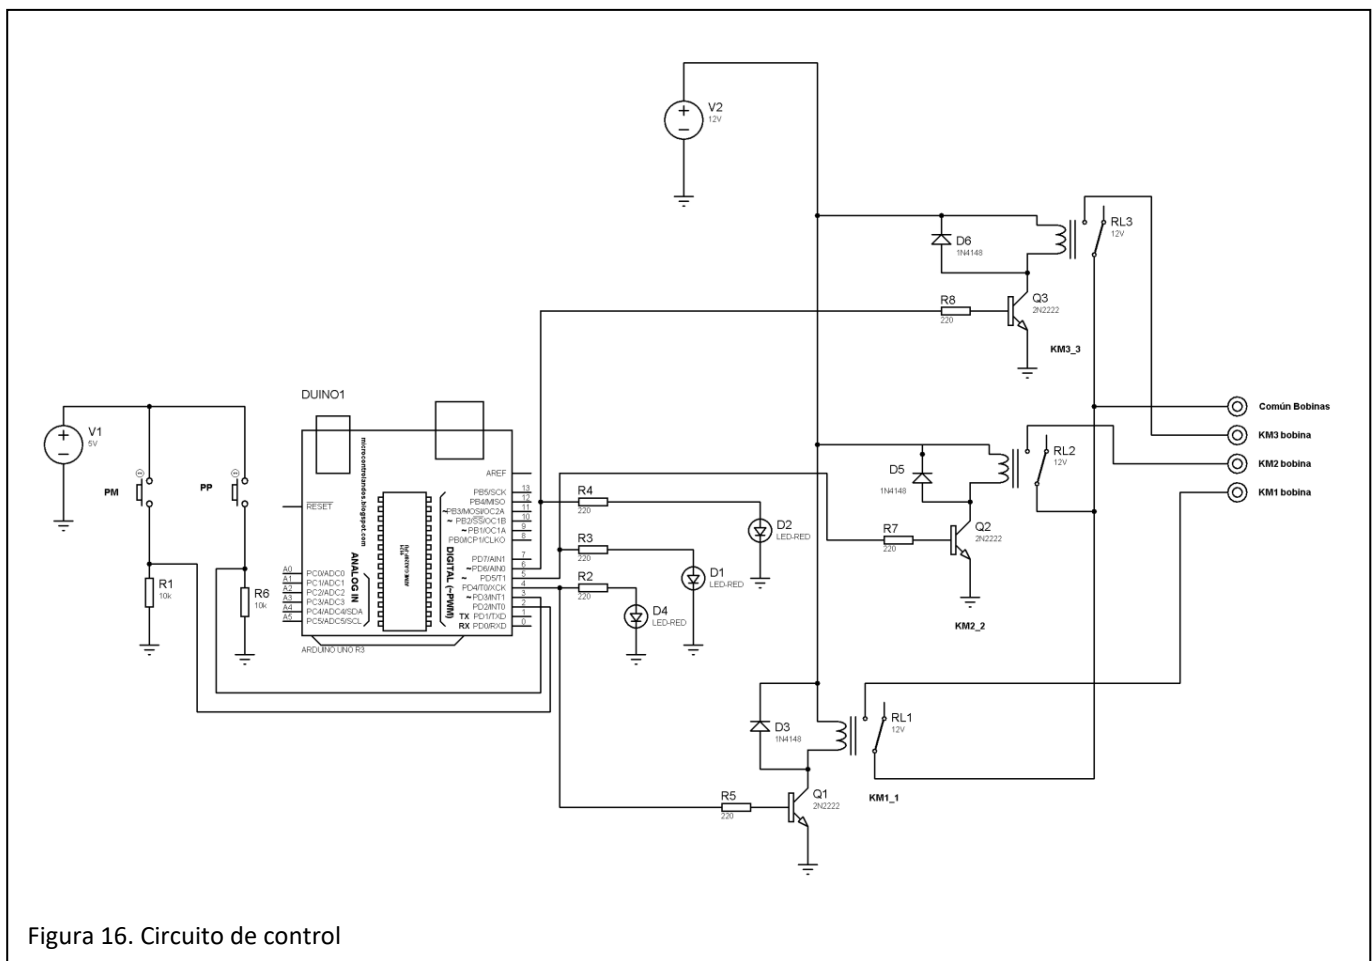 V2
12V
D6
1N4148
RL3
12V
R8
220
Q3
2N2222
KM3_3
Común Bobinas
KM3 bobina
KM2 bobina
KM1 bobina
V1
5V
PM
PP
R1
10k
R6
10k
DUINO1
microcontrolandos.blogspot.com
RESET
AREF
PB5/SCK 13
PB4/MISO 12
~PB3/MOSI/OC2A 11
~ PB2/SS/OC1B 10
~PB1/OC1A 9
PB0/ICP1/CLKO 8
PD7/AIN1 7
~PD6/AIN0 6
~ PD5/T1 5
PD4/T0/XCK 4
~PD3/INT1 3
PD2/INT0 2
TX PD1/TXD 1
RX PD0/RXD 0
DIGITAL (~PWM)
ANALOG IN
A0 PC0/ADC0
A1 PC1/ADC1
A2 PC2/ADC2
A3 PC3/ADC3
A4 PC4/ADC4/SDA
A5 PC5/ADC5/SCL
ARDUINO UNO R3
R4
220
R3
220
R2
220
D2
LED-RED
D1
LED-RED
D4
LED-RED
D5
1N4148
RL2
12V
R7
220
Q2
2N2222
KM2_2
D3
1N4148
RL1
12V
R5
220
Q1
2N2222
KM1_1
Figura 16. Circuito de control